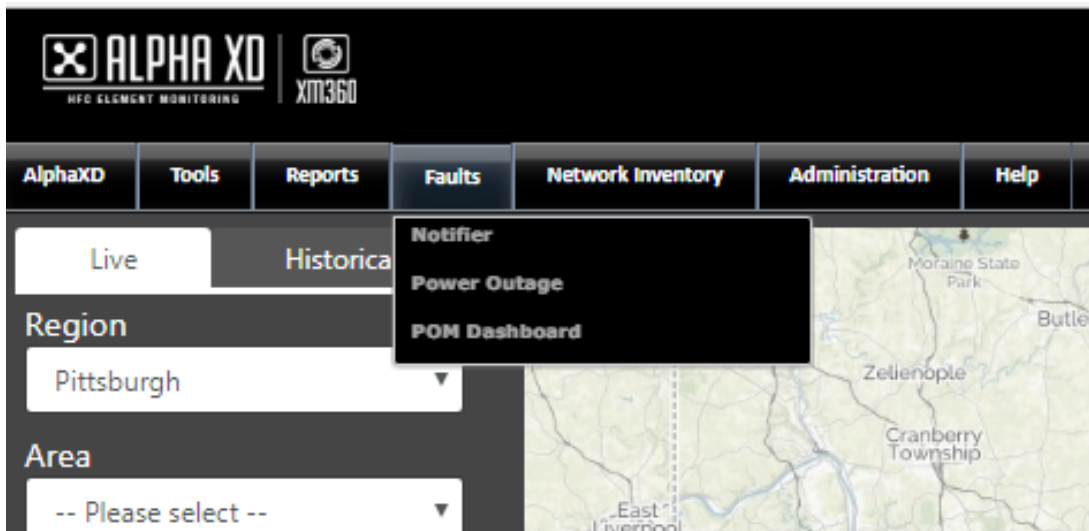 ALPHA XD
HFC ELEMENT MONITORING
XM360
AlphaXD Tools Reports Faults Network Inventory Administration Help
Notifier
Power Outage
POM Dashboard
Live Historica
Region
Pittsburgh
Area
-- Please select --
Moraine State
Park
Butle
Zelienople
Cranberry
Township
East
Liverpool